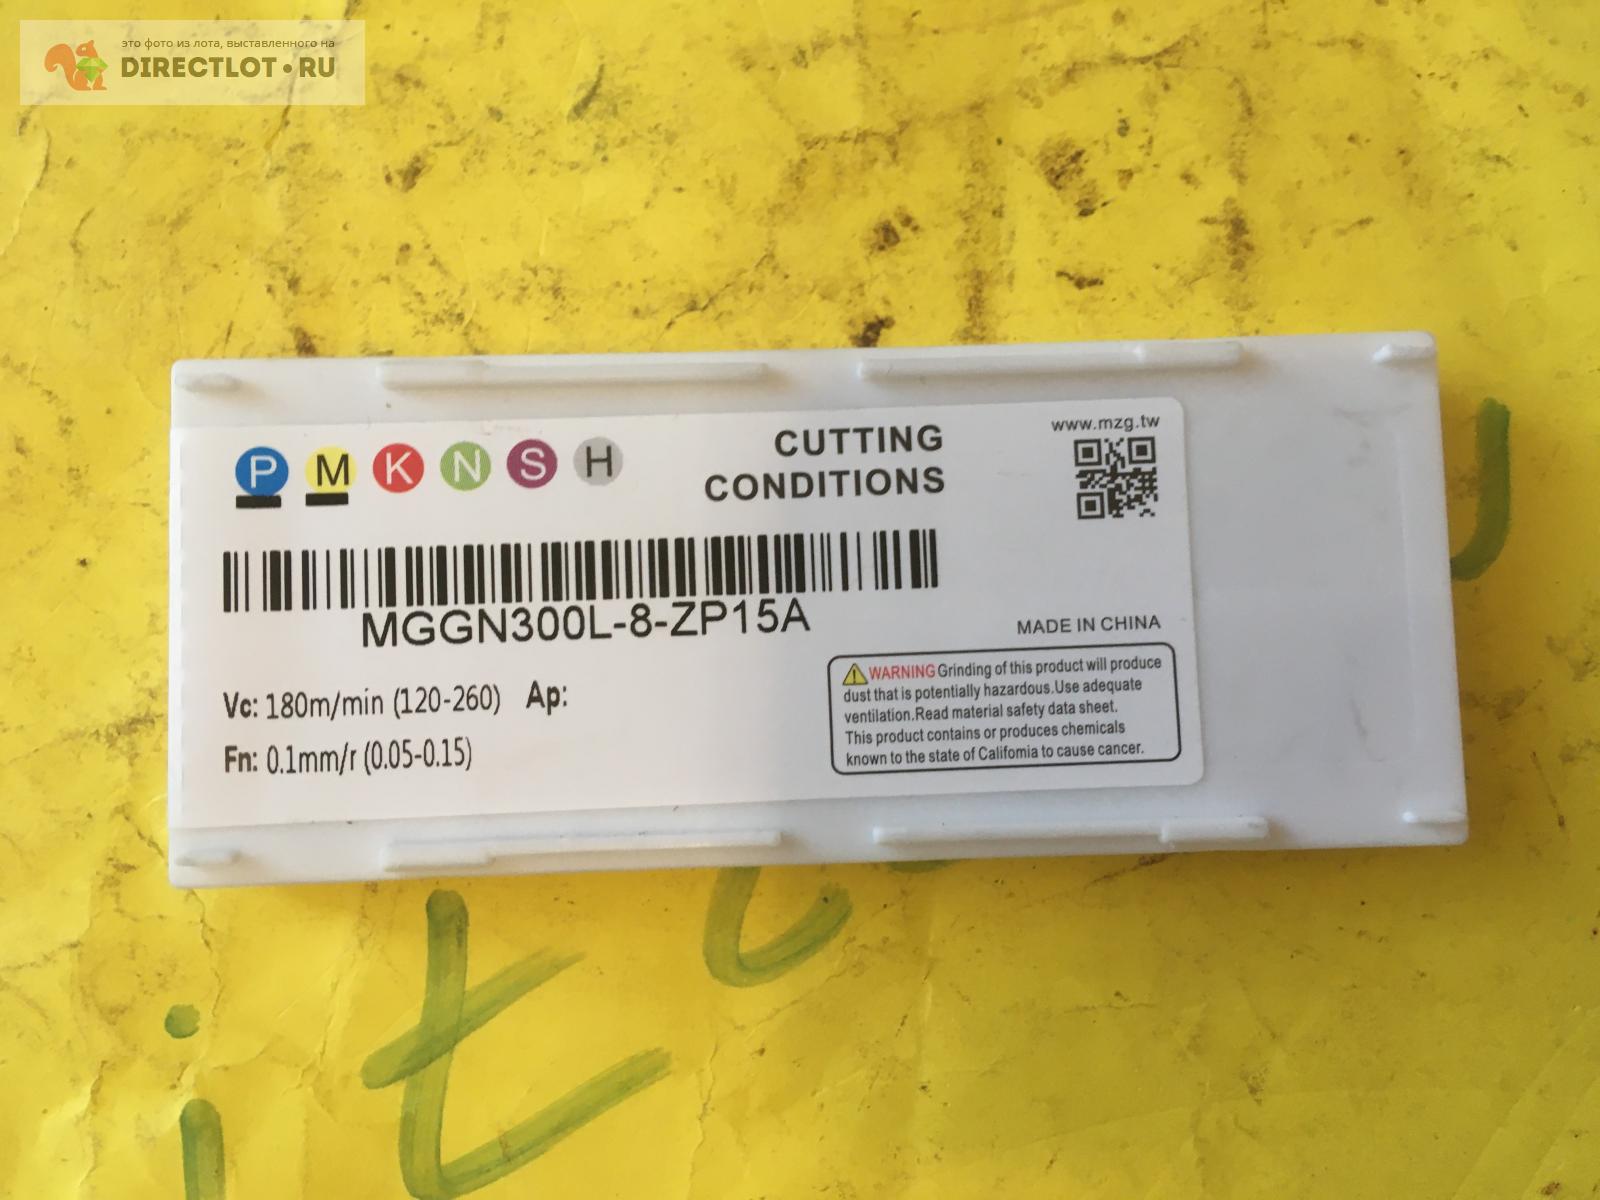 это фото из лота, выставленного на
DIRECTLOT•RU
P M K N S H
CUTTING
CONDITIONS
www.mzg.tw
MGGN300L-8-ZP15A
MADE IN CHINA
Vc: 180m/min (120-260) Ap:
Fn: 0.1mm/r (0.05-0.15)
WARNING Grinding of this product will produce
dust that is potentially hazardous.Use adequate
ventilation.Read material safety data sheet.
This product contains or produces chemicals
known to the state of California to cause cancer.